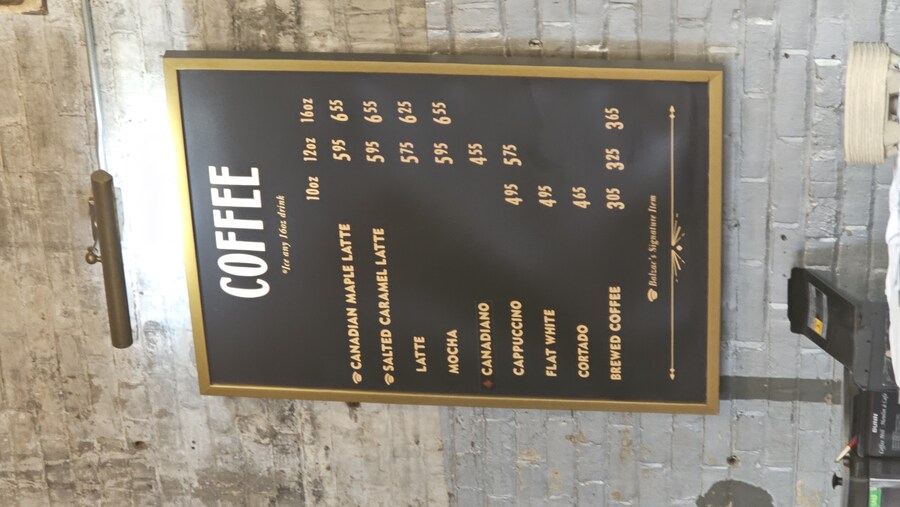 COFFEE
*Ice any 16oz drink
10oz 12oz 16oz
CANADIAN MAPLE LATTE 595 655
SALTED CARAMEL LATTE 595 655
LATTE 575 625
MOCHA 595 655
CANADIANO 455
CAPPUCCINO 495 575
FLAT WHITE 495
CORTADO 465
BREWED COFFEE 305 325 365
Balzac's Signature Item
BUNN